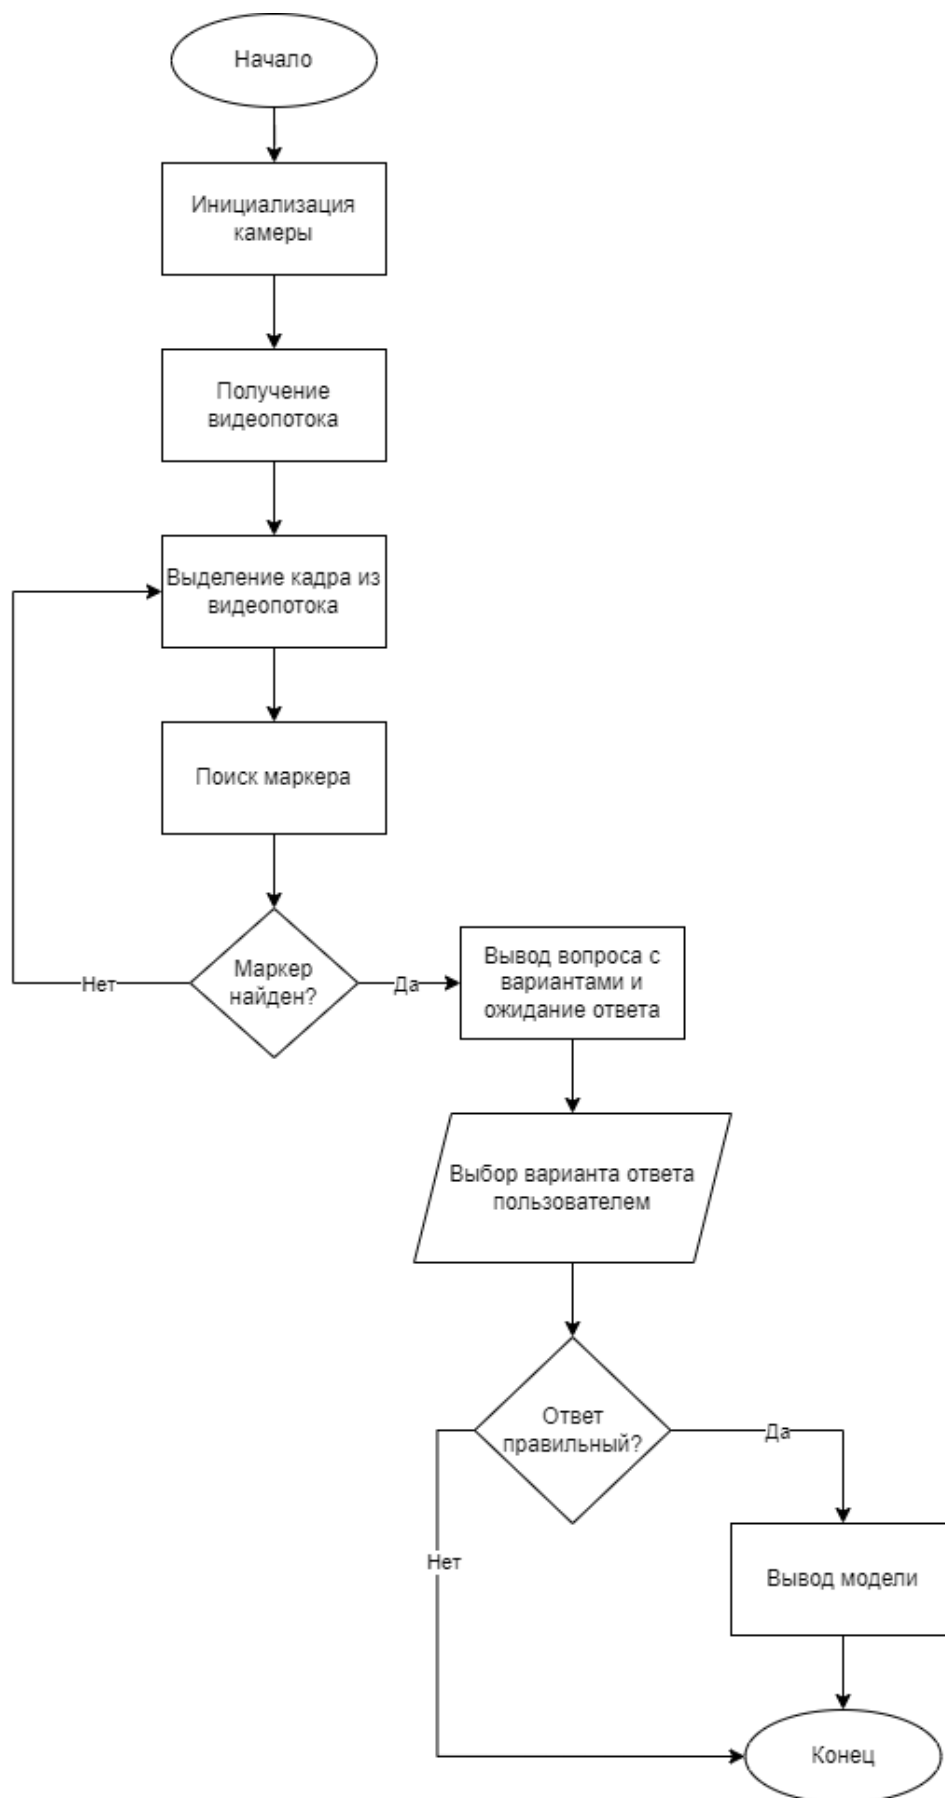 Начало
Инициализация
камеры
Получение
видеопотока
Выделение кадра из
видеопотока
Поиск маркера
Маркер
найден?
Нет
Да
Вывод вопроса с
вариантами и
ожидание ответа
Выбор варианта ответа
пользователем
Ответ
правильный?
Да
Нет
Вывод модели
Конец